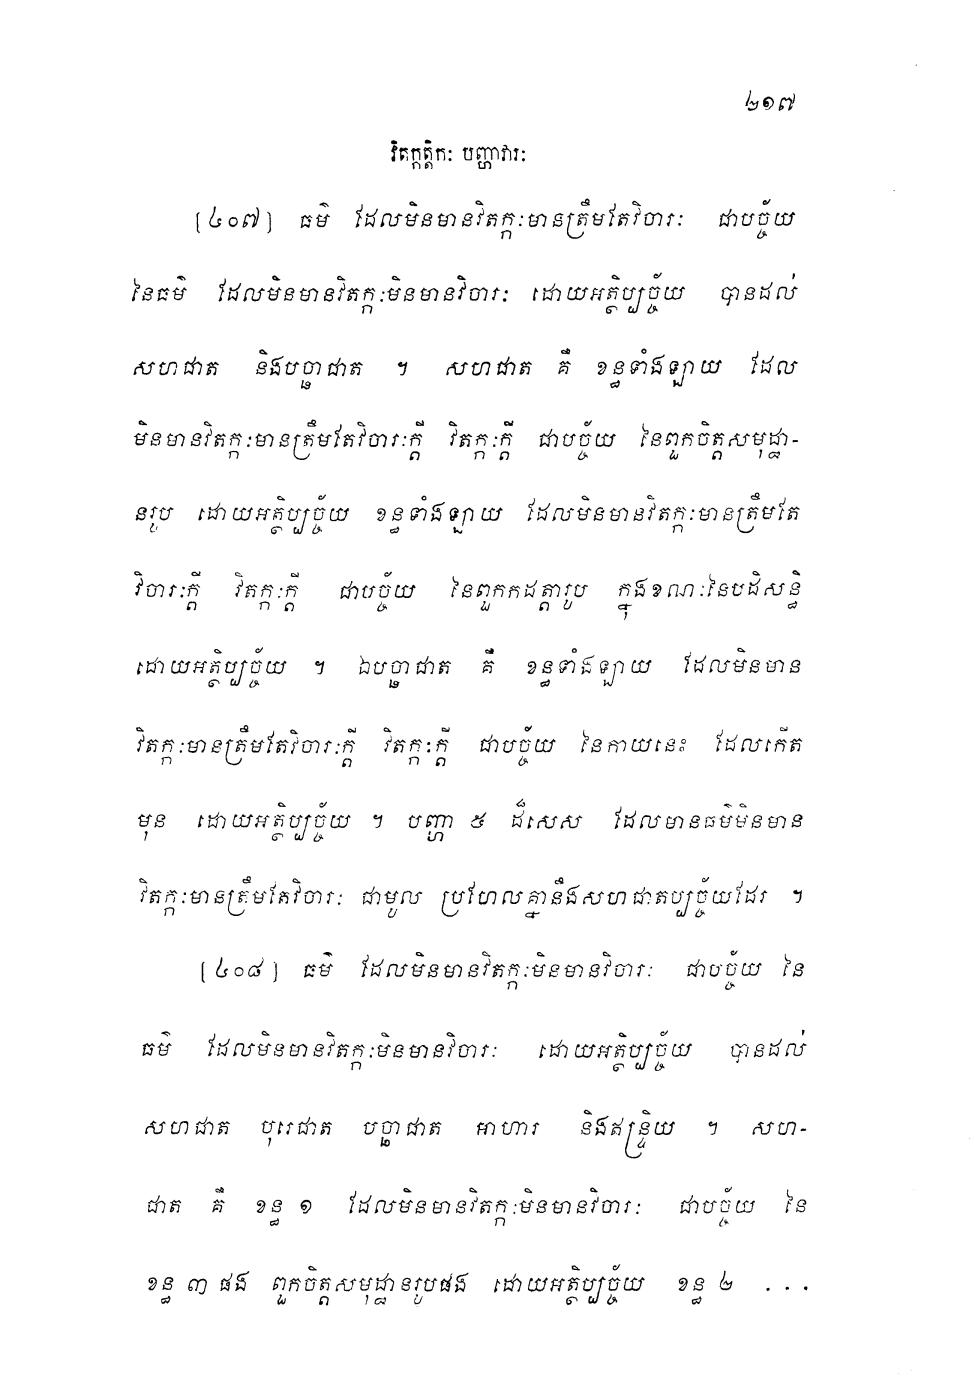 ២១៧
វិតក្កត្តិកៈ បញ្ហាវារៈ
[៤០៧] ធម៌ ដែលមិនមានវិតក្កៈមានត្រឹមតែវិចារៈ ជាបច្ច័យ
នៃធម៌ ដែលមិនមានវិតក្កៈមិនមានវិចារៈ ដោយអត្ថិប្បច្ច័យ បានដល់
សហជាត និងបច្ឆាជាត ។ សហជាត គឺ ខន្ធទាំងឡាយ ដែល
មិនមានវិតក្កៈមានត្រឹមតែវិចារៈក្តី វិតក្កៈក្តី ជាបច្ច័យ នៃពួកចិត្តសមុដ្ឋា-
នរូប ដោយអត្ថិប្បច្ច័យ ខន្ធទាំងឡាយ ដែលមិនមានវិតក្កៈមានត្រឹមតែ
វិចារៈក្តី វិតក្កៈក្តី ជាបច្ច័យ នៃពួកកដត្តារូប ក្នុងខណៈនៃបដិសន្ធិ
ដោយអត្ថិប្បច្ច័យ ។ ឯបច្ឆាជាត គឺ ខន្ធទាំងឡាយ ដែលមិនមាន
វិតក្កៈមានត្រឹមតែវិចារៈក្តី វិតក្កៈក្តី ជាបច្ច័យ នៃកាយនេះ ដែលកើត
មុន ដោយអត្ថិប្បច្ច័យ ។ បញ្ហា ៥ ដ៏សេស ដែលមានធម៌មិនមាន
វិតក្កៈមានត្រឹមតែវិចារៈ ជាមូល ប្រហែលគ្នានឹងសហជាតប្បច្ច័យដែរ ។
[៤០៨] ធម៌ ដែលមិនមានវិតក្កៈមិនមានវិចារៈ ជាបច្ច័យ នៃ
ធម៌ ដែលមិនមានវិតក្កៈមិនមានវិចារៈ ដោយអត្ថិប្បច្ច័យ បានដល់
សហជាត បុរេជាត បច្ឆាជាត អាហារ និងឥន្ទ្រិយ ។ សហ-
ជាត គឺ ខន្ធ ១ ដែលមិនមានវិតក្កៈមិនមានវិចារៈ ជាបច្ច័យ នៃ
ខន្ធ ៣ ផង ពួកចិត្តសមុដ្ឋានរូបផង ដោយអត្ថិប្បច្ច័យ ខន្ធ ២ ...